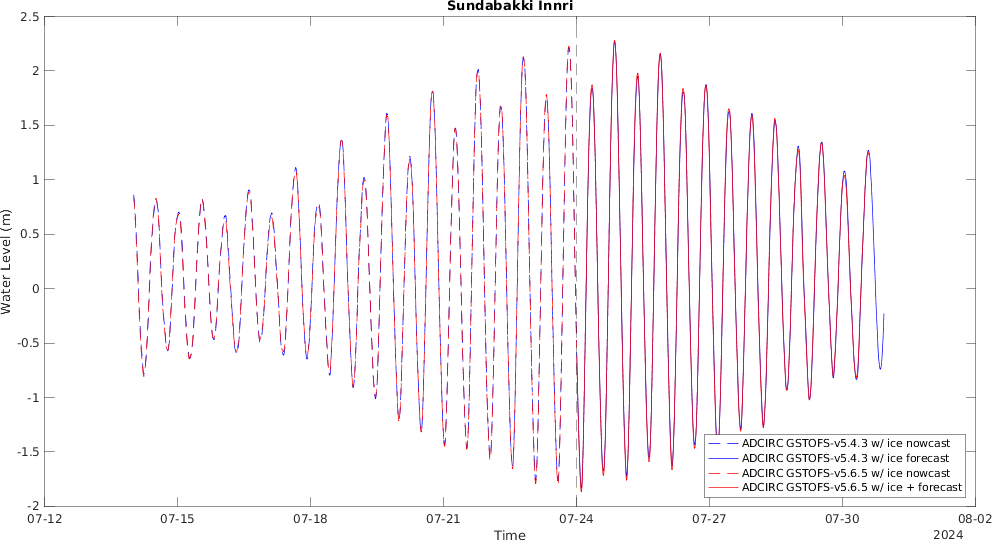 Sundabakki Innri
2.5
2
1.5
1
0.5
0
-0.5
-1
-1.5
-2
Water Level (m)
07-12
07-15
07-18
07-21
07-24
07-27
07-30
08-02
Time
2024
ADCIRC GSTOFS-v5.4.3 w/ ice nowcast
ADCIRC GSTOFS-v5.4.3 w/ ice forecast
ADCIRC GSTOFS-v5.6.5 w/ ice nowcast
ADCIRC GSTOFS-v5.6.5 w/ ice + forecast